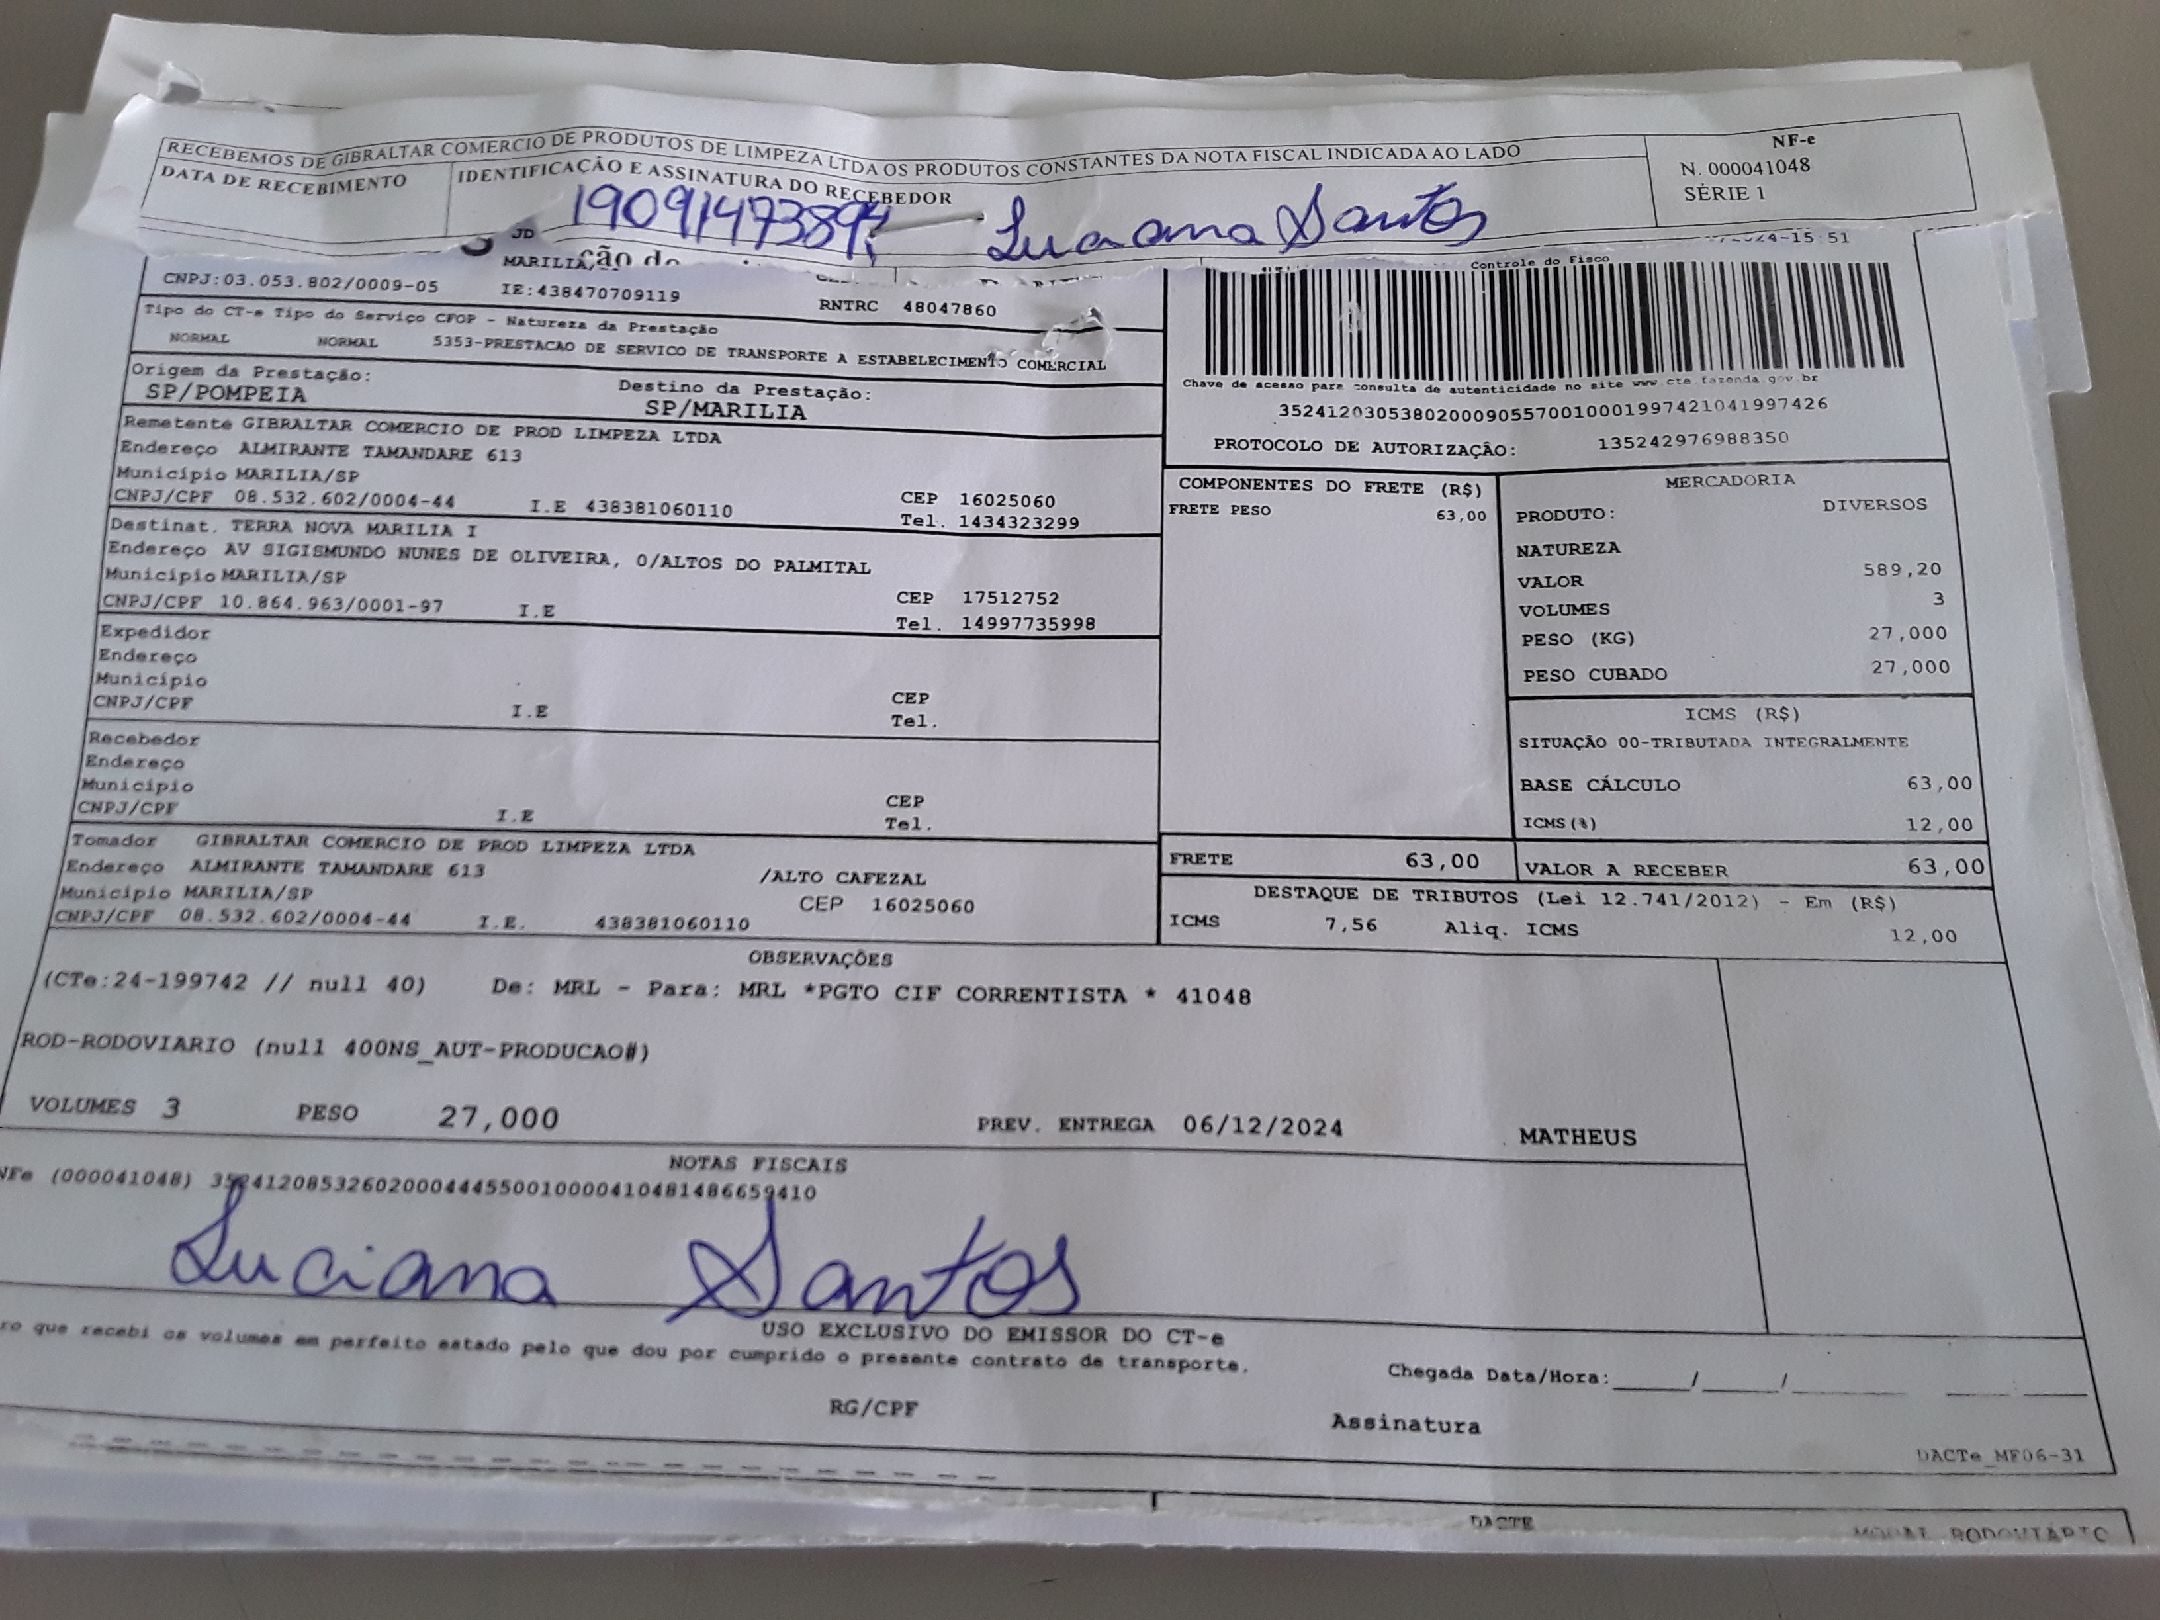 RECEBEMOS DE GIBRALTAR COMERCIO DE PRODUTOS DE LIMPEZA LTDA OS PRODUTOS CONSTANTES DA NOTA FISCAL INDICADA AO LADO
DATA DE RECEBIMENTO IDENTIFICAÇÃO E ASSINATURA DO RECEBEDOR
NF-e
N. 000041048
SÉRIE 1
Luciana Santos
JD
MARILIA
15:51
CNPJ:03.053.802/0009-05 IE:438470709119 RNTRC 48047860
Tipo do CT-e Tipo do Serviço CFOP - Natureza da Prestação
NORMAL NORMAL 5353-PRESTACAO DE SERVICO DE TRANSPORTE A ESTABELECIMENTO COMERCIAL
Origem da Prestação: Destino da Prestação:
SP/POMPEIA SP/MARILIA
Controle do Fisco
Chave de acesso para consulta de autenticidade no site www.cte.fazenda.gov.br
35241203053802000905570010001997421041997426
PROTOCOLO DE AUTORIZAÇÃO: 135242976988350
Remetente GIBRALTAR COMERCIO DE PROD LIMPEZA LTDA
Endereço ALMIRANTE TAMANDARE 613
Município MARILIA/SP CEP 16025060
CNPJ/CPF 08.532.602/0004-44 I.E 438381060110 Tel. 1434323299
Destinat. TERRA NOVA MARILIA I
Endereço AV SIGISMUNDO NUNES DE OLIVEIRA, 0/ALTOS DO PALMITAL
Município MARILIA/SP CEP 17512752
CNPJ/CPF 10.864.963/0001-97 I.E Tel. 14997735998
Expedidor
Endereço
Município CEP
CNPJ/CPF I.E Tel.
Recebedor
Endereço
Município CEP
CNPJ/CPF I.E Tel.
Tomador GIBRALTAR COMERCIO DE PROD LIMPEZA LTDA
Endereço ALMIRANTE TAMANDARE 613 /ALTO CAFEZAL
Município MARILIA/SP CEP 16025060
CNPJ/CPF 08.532.602/0004-44 I.E. 438381060110
COMPONENTES DO FRETE (R$)
FRETE PESO 63,00
MERCADORIA
PRODUTO: DIVERSOS
NATUREZA
VALOR 589,20
VOLUMES 3
PESO (KG) 27,000
PESO CUBADO 27,000
ICMS (R$)
SITUAÇÃO 00-TRIBUTADA INTEGRALMENTE
BASE CÁLCULO 63,00
ICMS(%) 12,00
FRETE 63,00 VALOR A RECEBER 63,00
DESTAQUE DE TRIBUTOS (Lei 12.741/2012) - Em (R$)
ICMS 7,56 Aliq. ICMS 12,00
OBSERVAÇÕES
(CTe:24-199742 // null 40) De: MRL - Para: MRL *PGTO CIF CORRENTISTA * 41048
ROD-RODOVIARIO (null 400NS_AUT-PRODUCAO#)
VOLUMES 3 PESO 27,000 PREV. ENTREGA 06/12/2024 MATHEUS
NOTAS FISCAIS
NFe (000041048) 35241208532602000444550010000410481486659410
Luciana Santos
USO EXCLUSIVO DO EMISSOR DO CT-e
ro que recebi os volumes em perfeito estado pelo que dou por cumprido o presente contrato de transporte.
Chegada Data/Hora:_____/_____/_______ ____:____
RG/CPF Assinatura
DACTe_MF06-31
DACTE MODAL RODOVIÁRIO